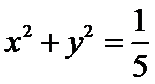 x² + y² = 1/5